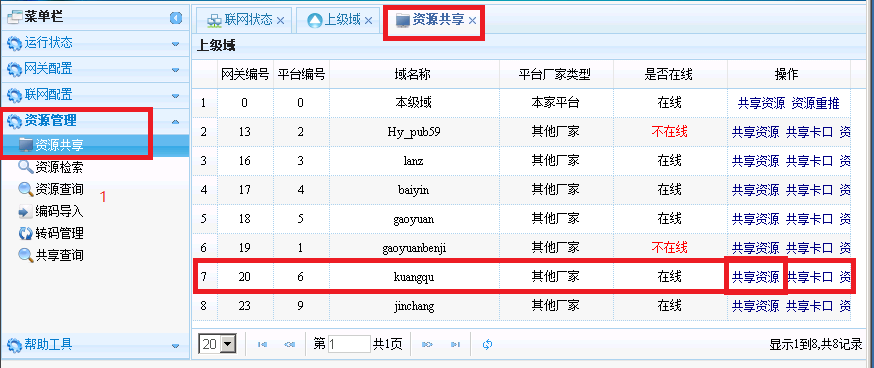 菜单栏
运行状态
网关配置
联网配置
资源管理
资源共享
资源检索
资源查询
1
编码导入
转码管理
共享查询
帮助工具
联网状态 上级域 资源共享
上级域
网关编号 平台编号 域名称 平台厂家类型 是否在线 操作
1 0 0 本级域 本家平台 在线 共享资源 资源重推
2 13 2 Hy_pub59 其他厂家 不在线 共享资源 共享卡口 资
3 16 3 lanz 其他厂家 在线 共享资源 共享卡口 资
4 17 4 baiyin 其他厂家 在线 共享资源 共享卡口 资
5 18 5 gaoyuan 其他厂家 在线 共享资源 共享卡口 资
6 19 1 gaoyuanbenji 其他厂家 不在线 共享资源 共享卡口 资
7 20 6 kuangqu 其他厂家 在线 共享资源 共享卡口 资
8 23 9 jinchang 其他厂家 在线 共享资源 共享卡口 资
20 第 1 共1页 显示1到8,共8记录